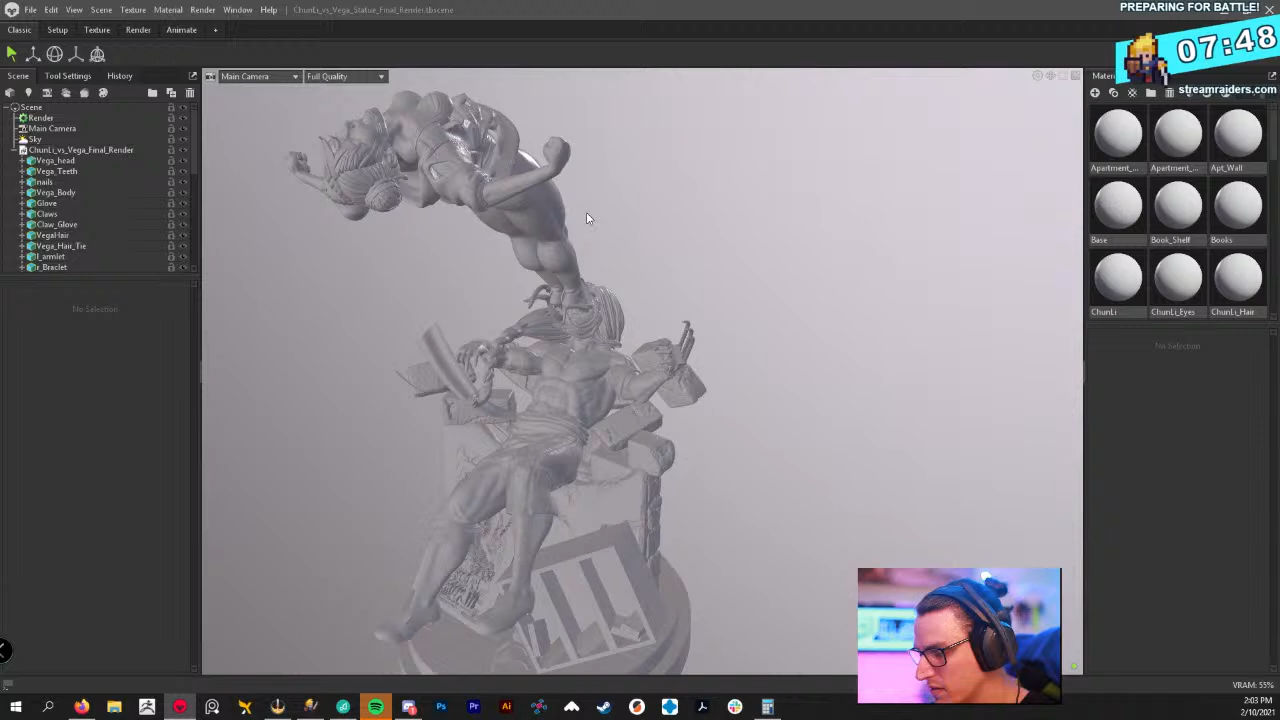 File Edit View Scene Texture Material Render Window Help ChunLi_vs_Vega_Statue_Final_Render.tbscene
PREPARING FOR BATTLE!
07:48
streamraiders.com
Classic Setup Texture Render Animate +
Scene Tool Settings History
Main Camera Full Quality
Scene
Render
Main Camera
Sky
ChunLi_vs_Vega_Final_Render
Vega_head
Vega_Teeth
nails
Vega_Body
Glove
Claws
Claw_Glove
VegaHair
Vega_Hair_Tie
l_armlet
r_Braclet
No Selection
Materi
Apartment_... Apartment_... Apt_Wall
Base Book_Shelf Books
ChunLi ChunLi_Eyes ChunLi_Hair
No Selection
VRAM: 55%
2:03 PM
2/10/2021